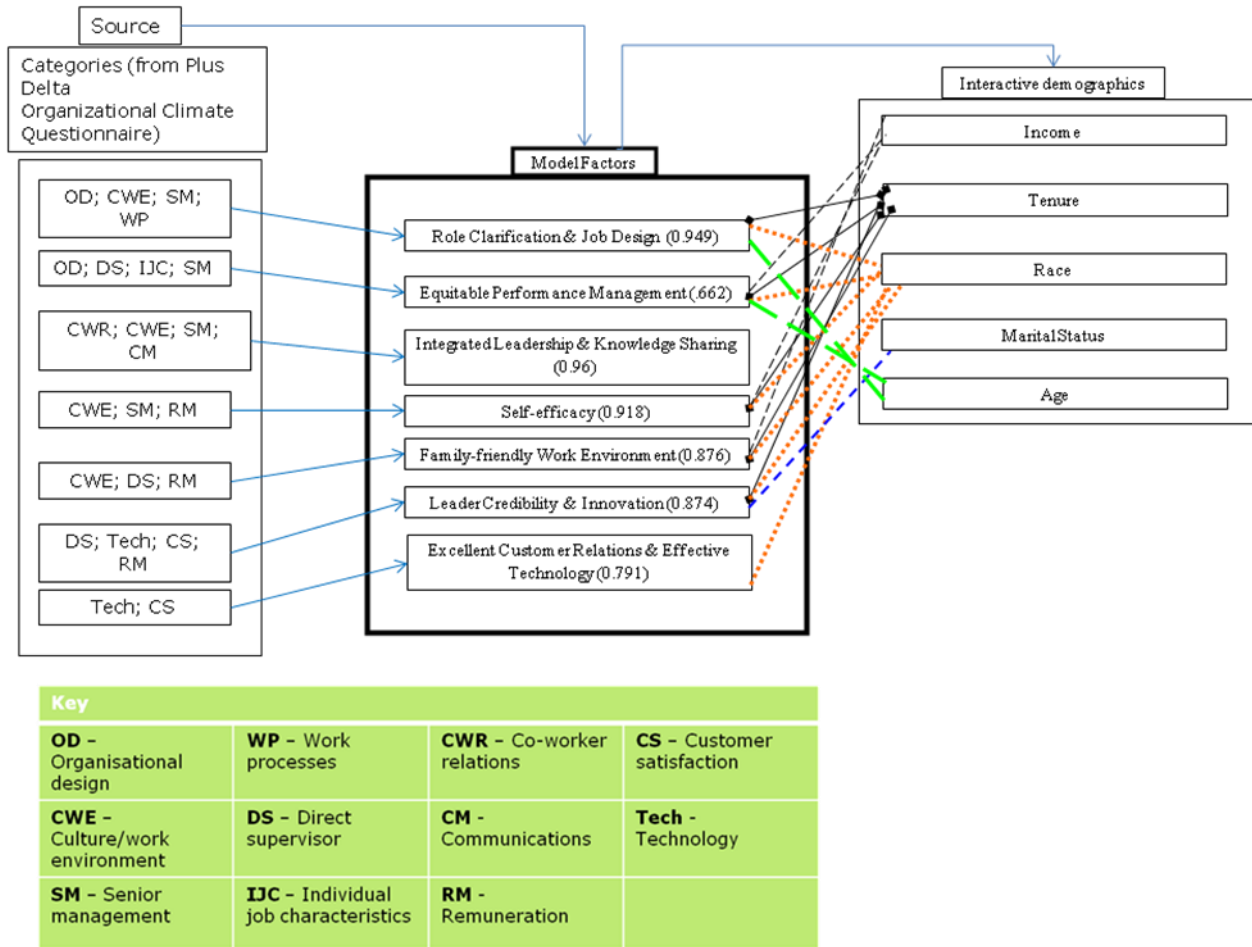 Source
Categories (from Plus
Delta
Organizational Climate
Questionnaire)
OD; CWE; SM;
WP
OD; DS; IJC; SM
CWR; CWE; SM;
CM
CWE; SM; RM
CWE; DS; RM
DS; Tech; CS;
RM
Tech; CS
Model Factors
Role Clarification & Job Design (0.949)
Equitable Performance Management (.662)
Integrated Leadership & Knowledge Sharing
(0.96)
Self-efficacy (0.918)
Family-friendly Work Environment (0.876)
Leader Credibility & Innovation (0.874)
Excellent Customer Relations & Effective
Technology (0.791)
Interactive demographics
Income
Tenure
Race
Marital Status
Age
Key
OD –
Organisational
design
WP – Work
processes
CWR – Co-worker
relations
CS – Customer
satisfaction
CWE –
Culture/work
environment
DS – Direct
supervisor
CM -
Communications
Tech -
Technology
SM – Senior
management
IJC – Individual
job characteristics
RM -
Remuneration